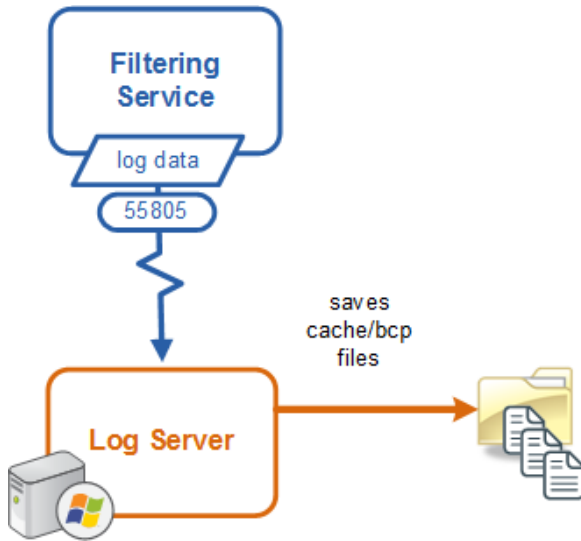 Filtering
Service
log data
55805
saves
cache/bcp
files
Log Server